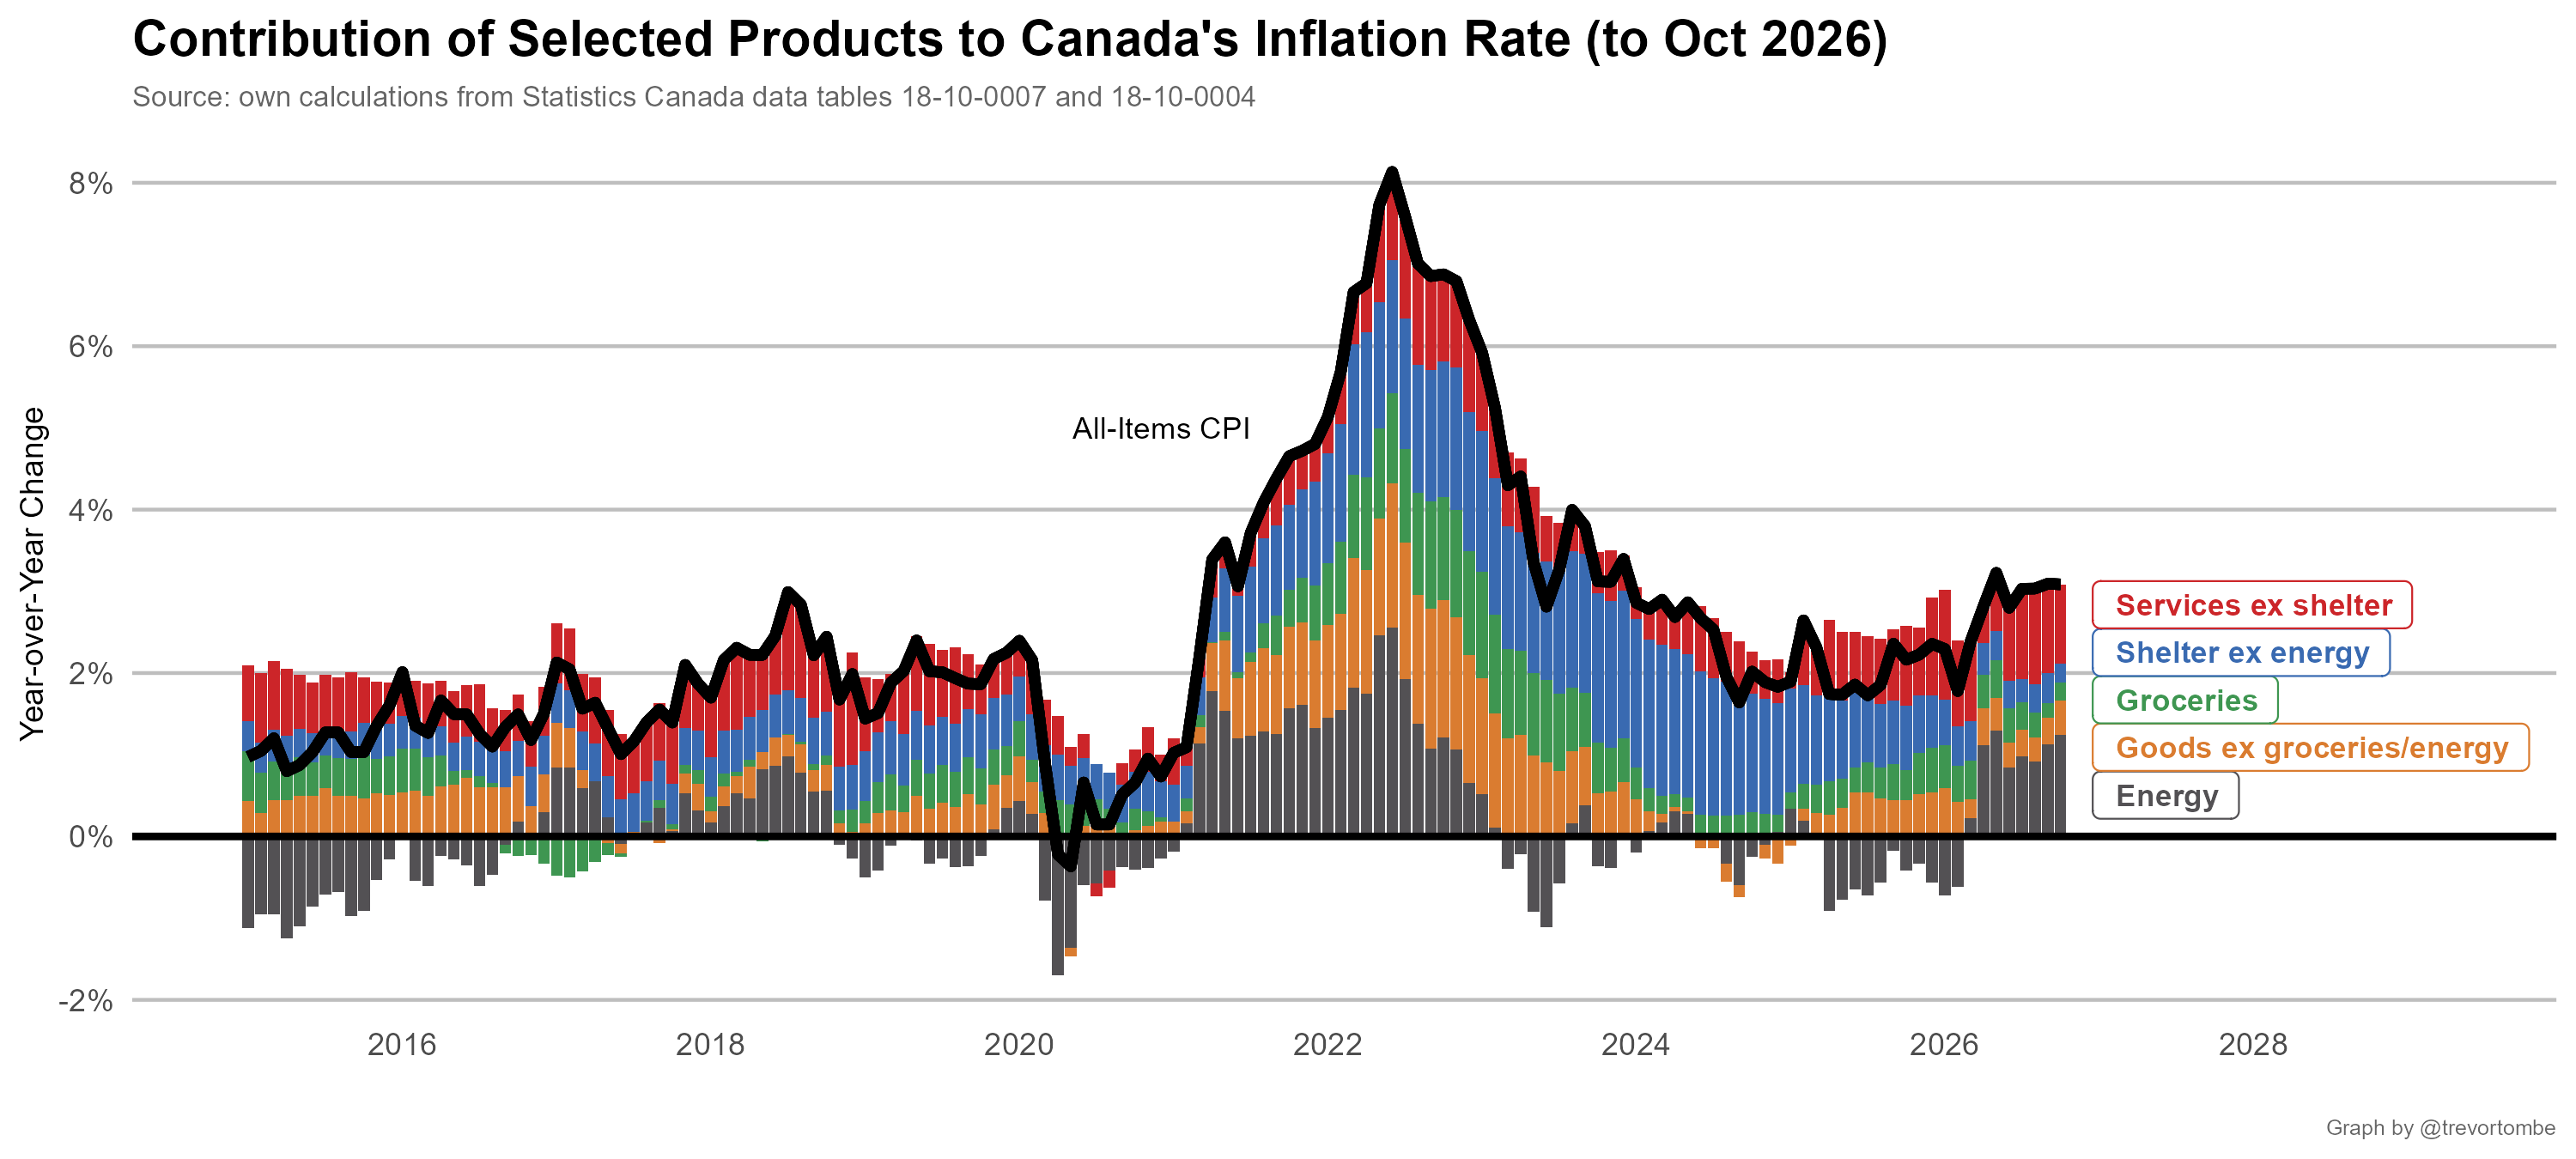 Contribution of Selected Products to Canada's Inflation Rate (to Oct 2026)
Source: own calculations from Statistics Canada data tables 18-10-0007 and 18-10-0004
Year-over-Year Change
8%
6%
4%
2%
0%
-2%
All-Items CPI
Services ex shelter
Shelter ex energy
Groceries
Goods ex groceries/energy
Energy
2016 2018 2020 2022 2024 2026 2028
Graph by @trevortombe